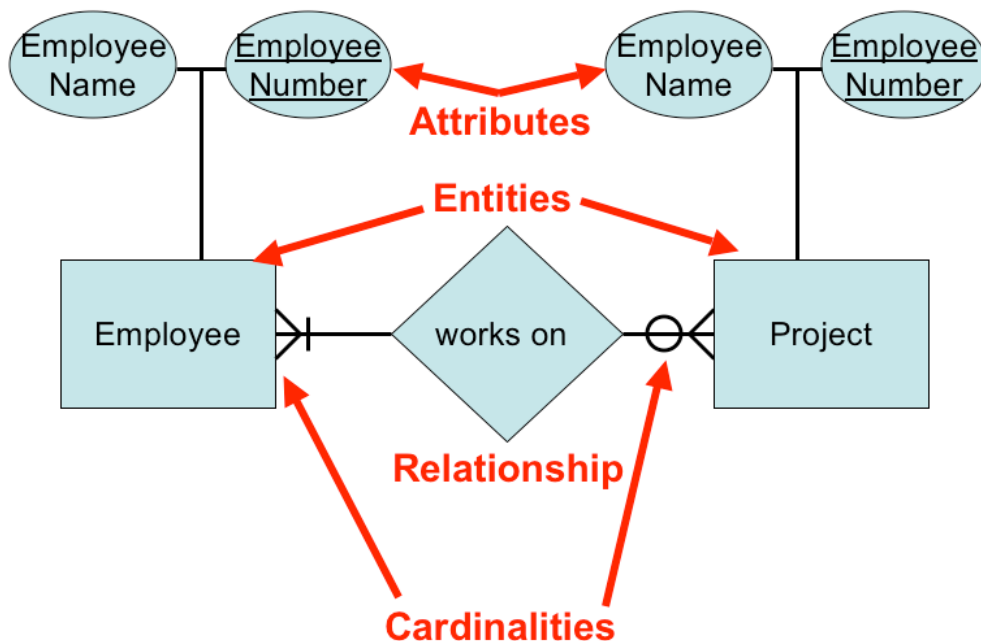 Employee
Name
Employee
Number
Employee
Name
Employee
Number
Attributes
Entities
Employee
works on
Project
Relationship
Cardinalities